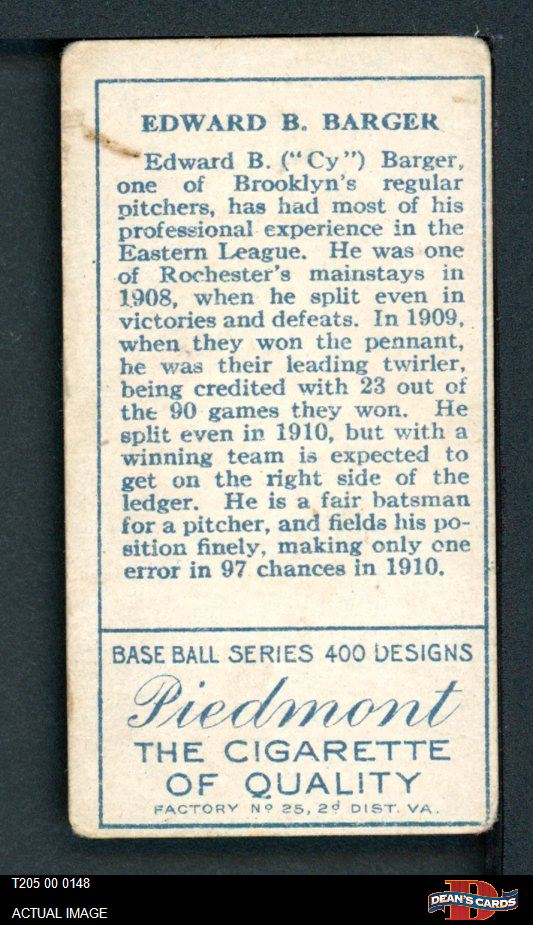 EDWARD B. BARGER
Edward B. ("Cy") Barger,
one of Brooklyn's regular
pitchers, has had most of his
professional experience in the
Eastern League. He was one
of Rochester's mainstays in
1908, when he split even in
victories and defeats. In 1909,
when they won the pennant,
he was their leading twirler,
being credited with 23 out of
the 90 games they won. He
split even in 1910, but with a
winning team is expected to
get on the right side of the
ledger. He is a fair batsman
for a pitcher, and fields his po-
sition finely, making only one
error in 97 chances in 1910.
BASE BALL SERIES 400 DESIGNS
Piedmont
THE CIGARETTE
OF QUALITY
FACTORY Nº 25, 2d DIST. VA.
T205 00 0148
ACTUAL IMAGE
DEAN'S CARDS